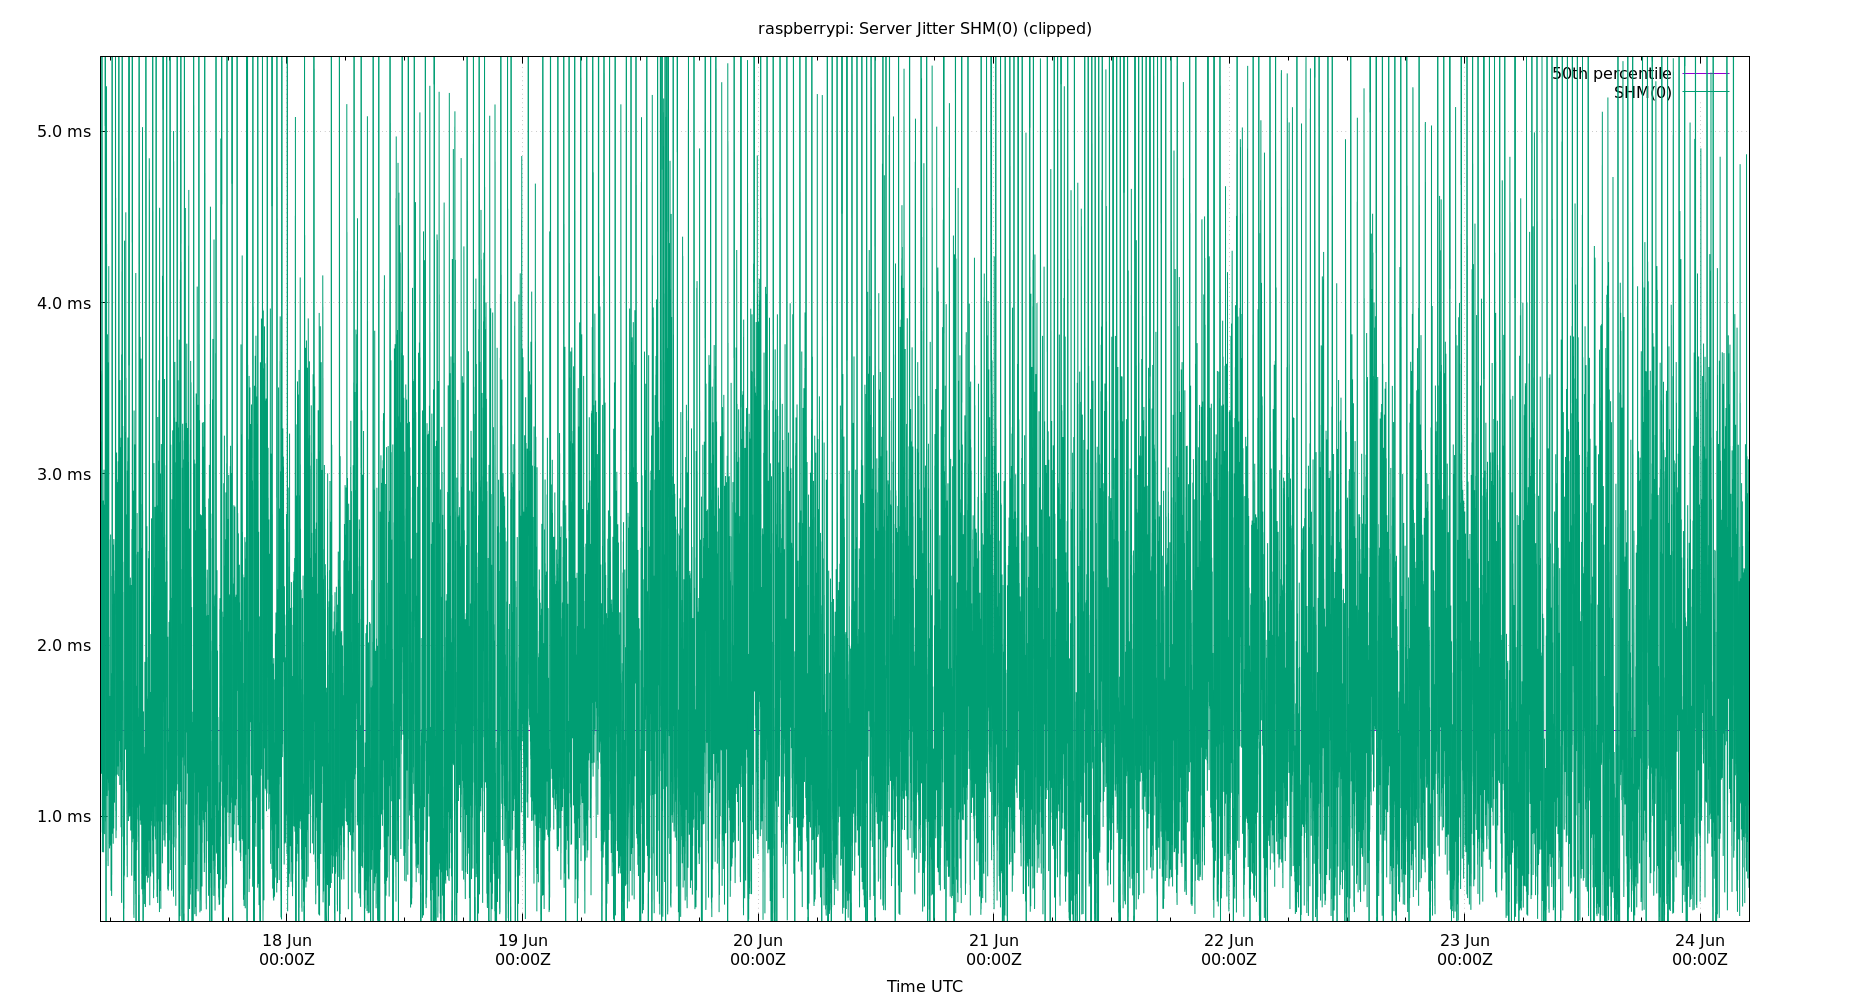 raspberrypi: Server Jitter SHM(0) (clipped)
50th percentile
SHM(0)
5.0 ms
4.0 ms
3.0 ms
2.0 ms
1.0 ms
18 Jun 19 Jun 20 Jun 21 Jun 22 Jun 23 Jun 24 Jun
00:00Z 00:00Z 00:00Z 00:00Z 00:00Z 00:00Z 00:00Z
Time UTC